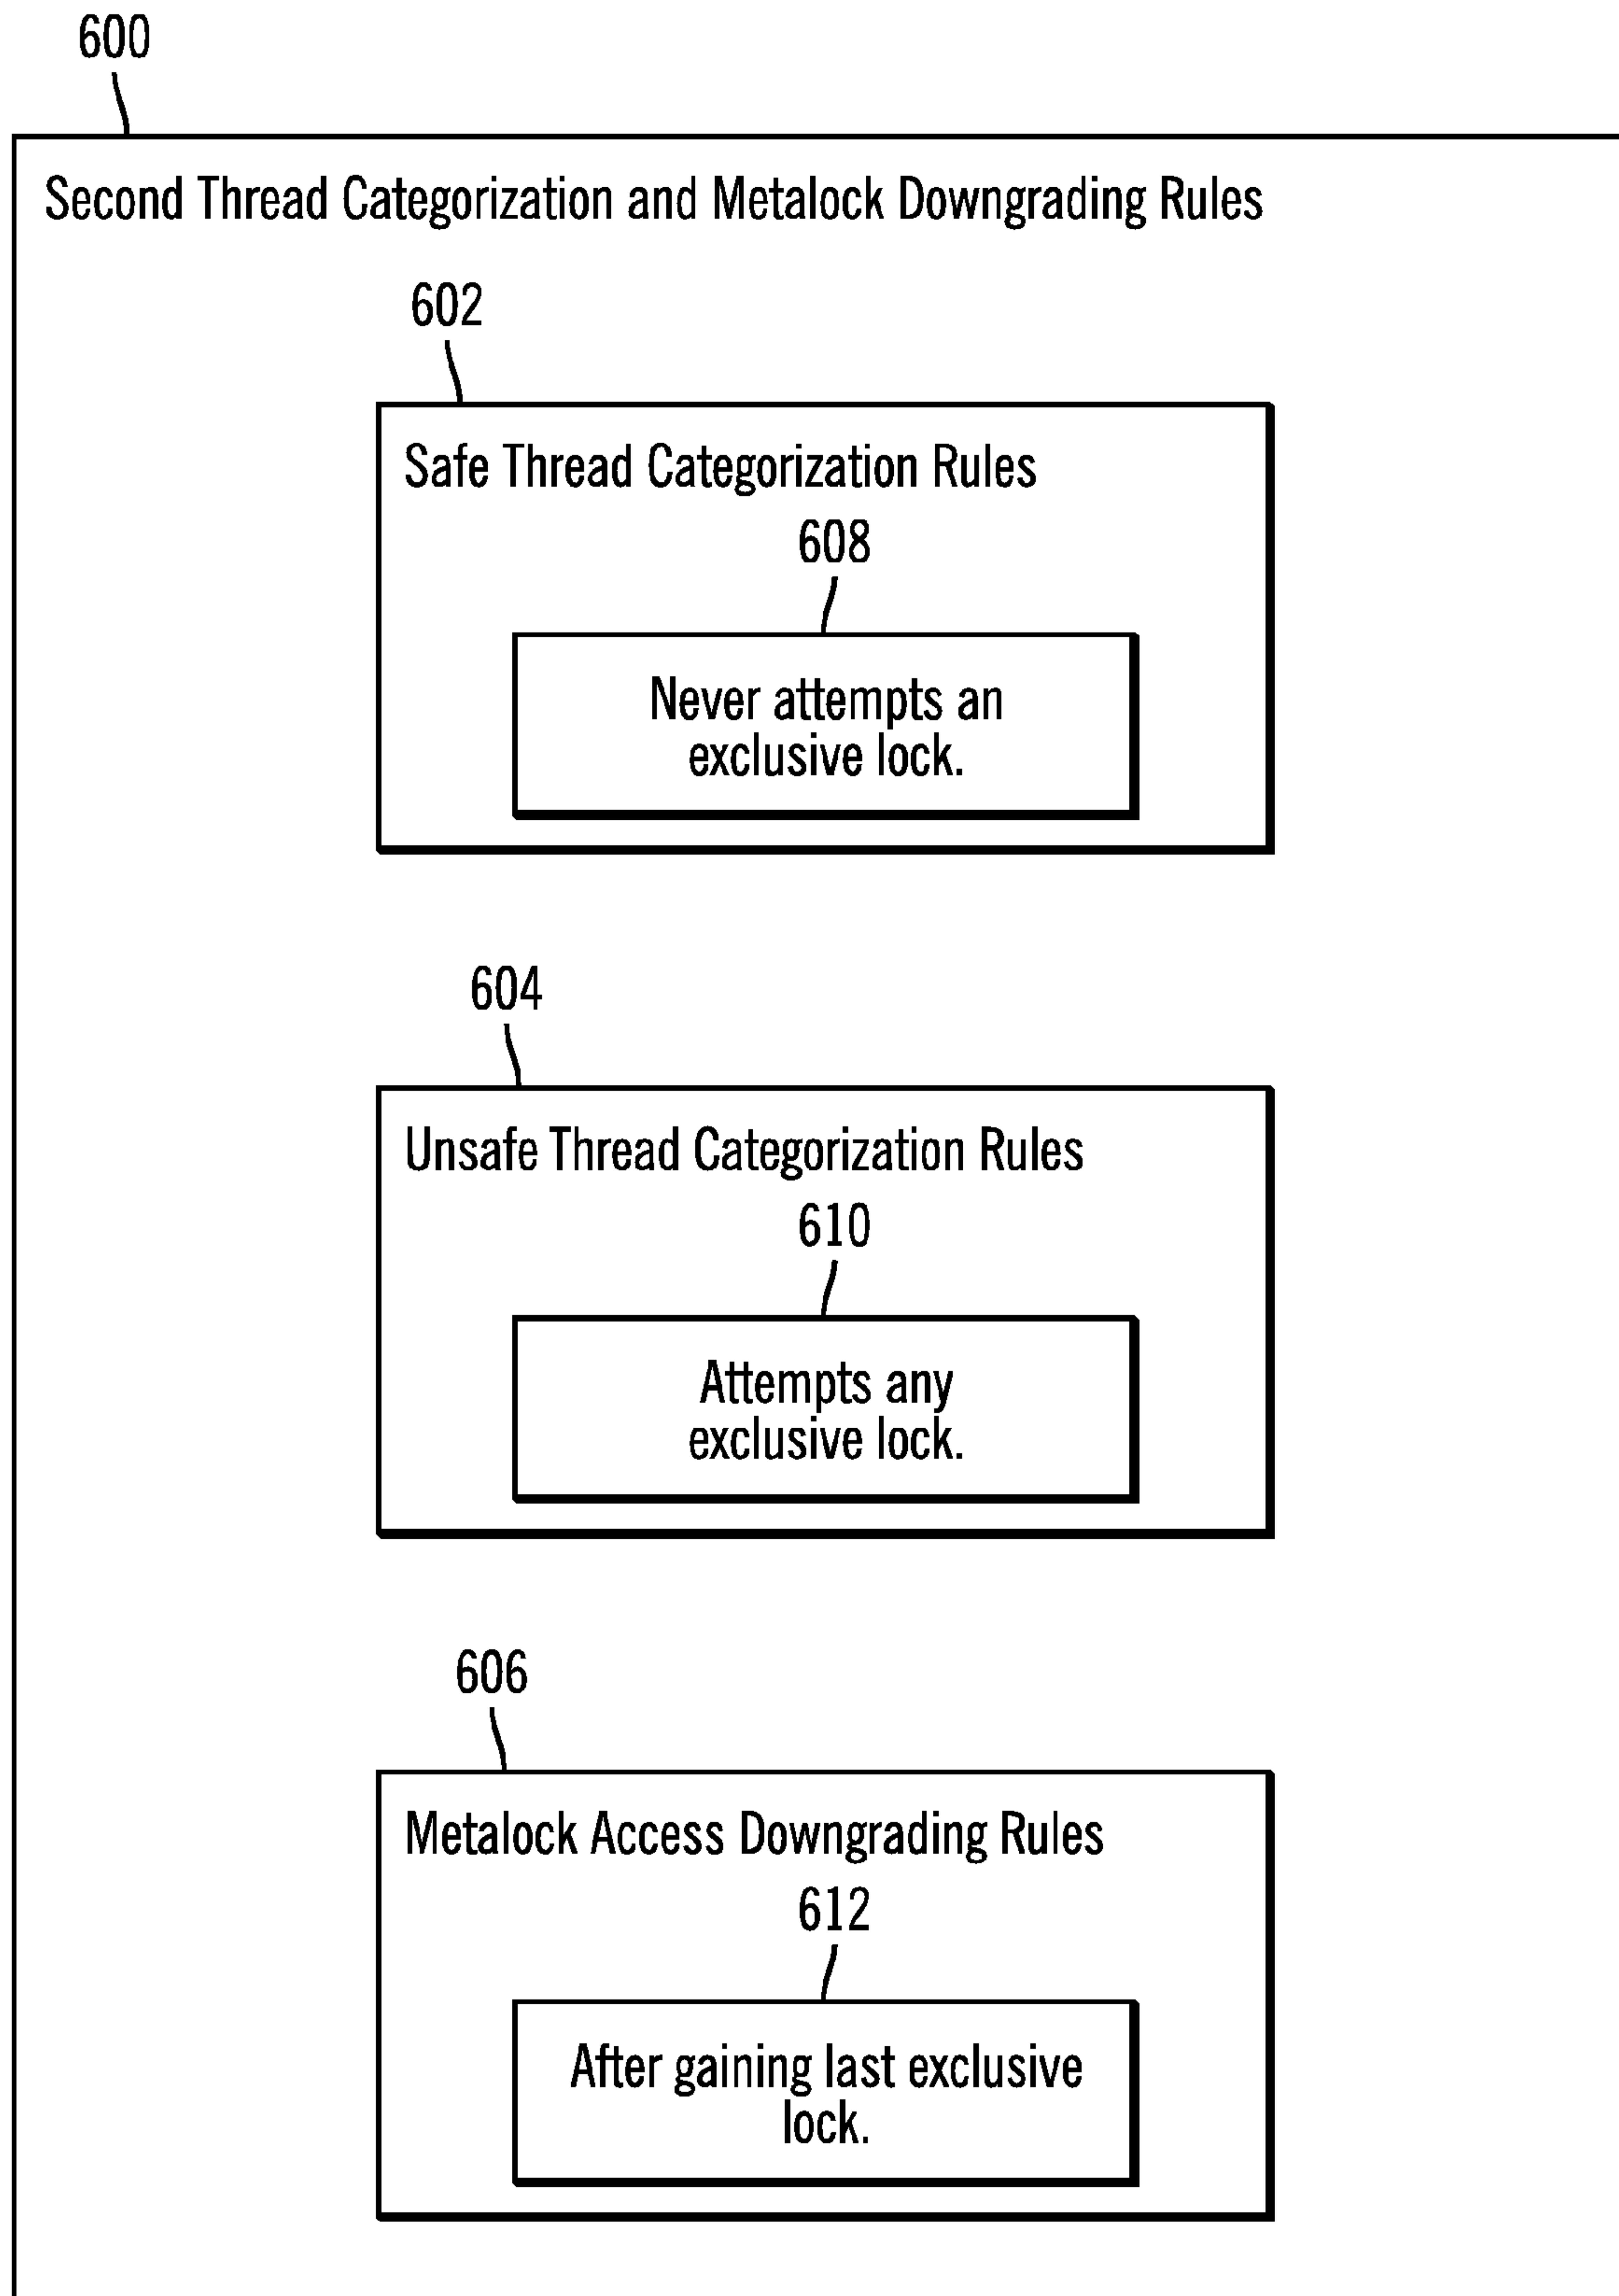 600
Second Thread Categorization and Metalock Downgrading Rules
602
Safe Thread Categorization Rules
608
Never attempts an
exclusive lock.
604
Unsafe Thread Categorization Rules
610
Attempts any
exclusive lock.
606
Metalock Access Downgrading Rules
612
After gaining last exclusive
lock.